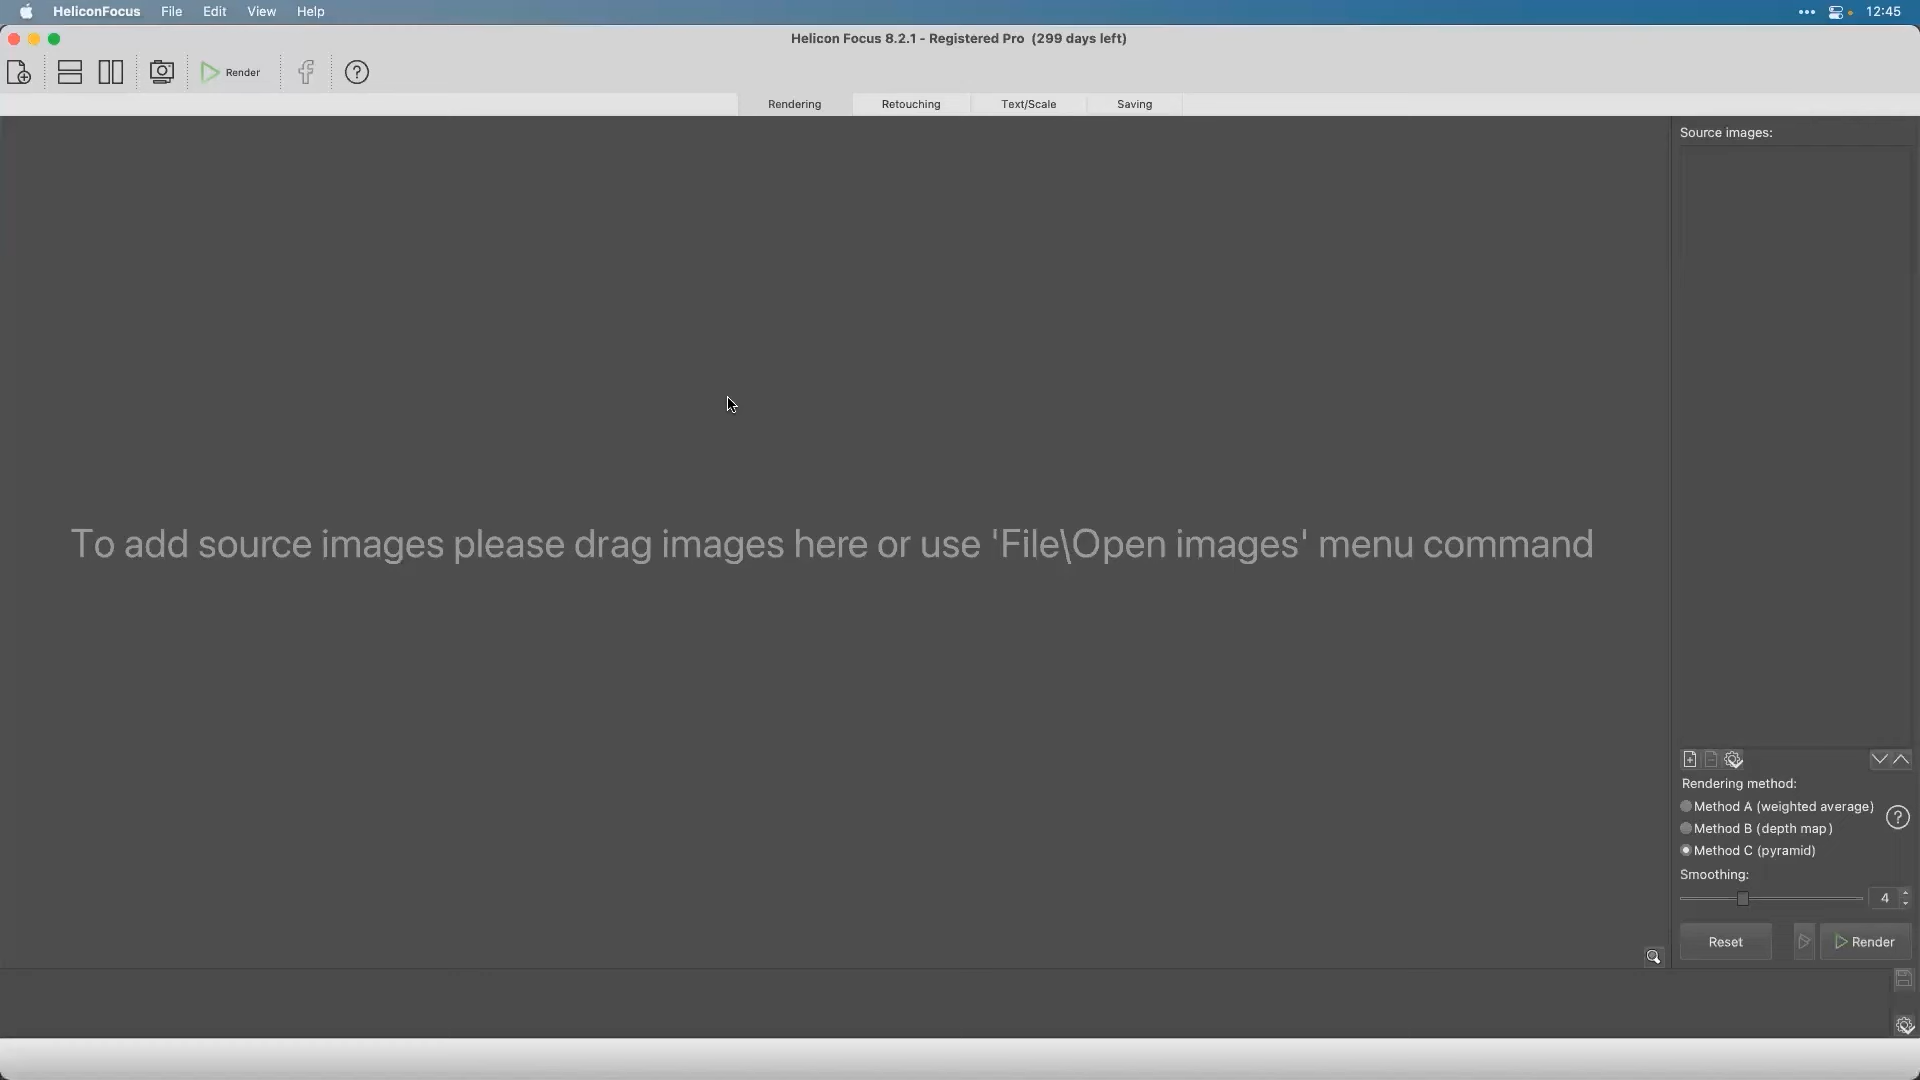 HeliconFocus File Edit View Help 12:45
Helicon Focus 8.2.1 - Registered Pro (299 days left)
Render
Rendering Retouching Text/Scale Saving
Source images:
To add source images please drag images here or use 'File\Open images' menu command
Rendering method:
Method A (weighted average)
Method B (depth map)
Method C (pyramid)
Smoothing:
4
Reset Render